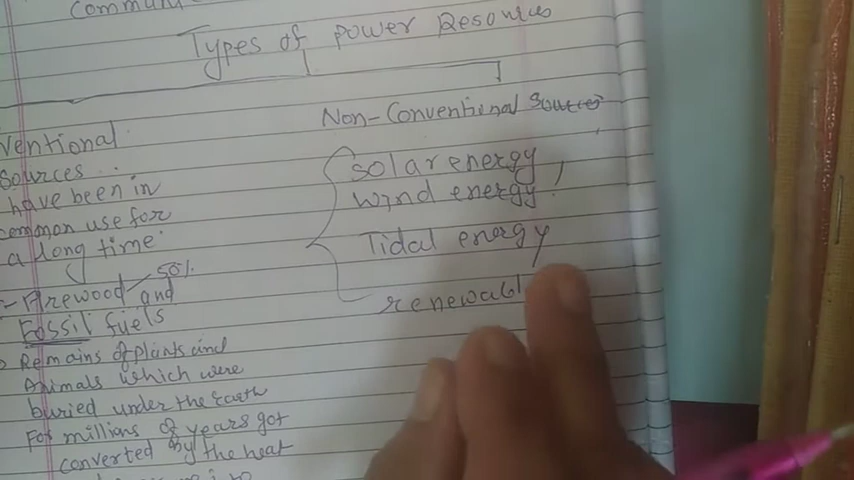 Command
Types of power Resources
Non-Conventional Sources
ventional
Sources
have been in
common use for
a long time
Firewood 50%
and
Fossil fuels
Remains of plants and
Animals which were
buried under the earth
For millions of years got
converted by the heat
solar energy
wind energy
Tidal energy
renewabl